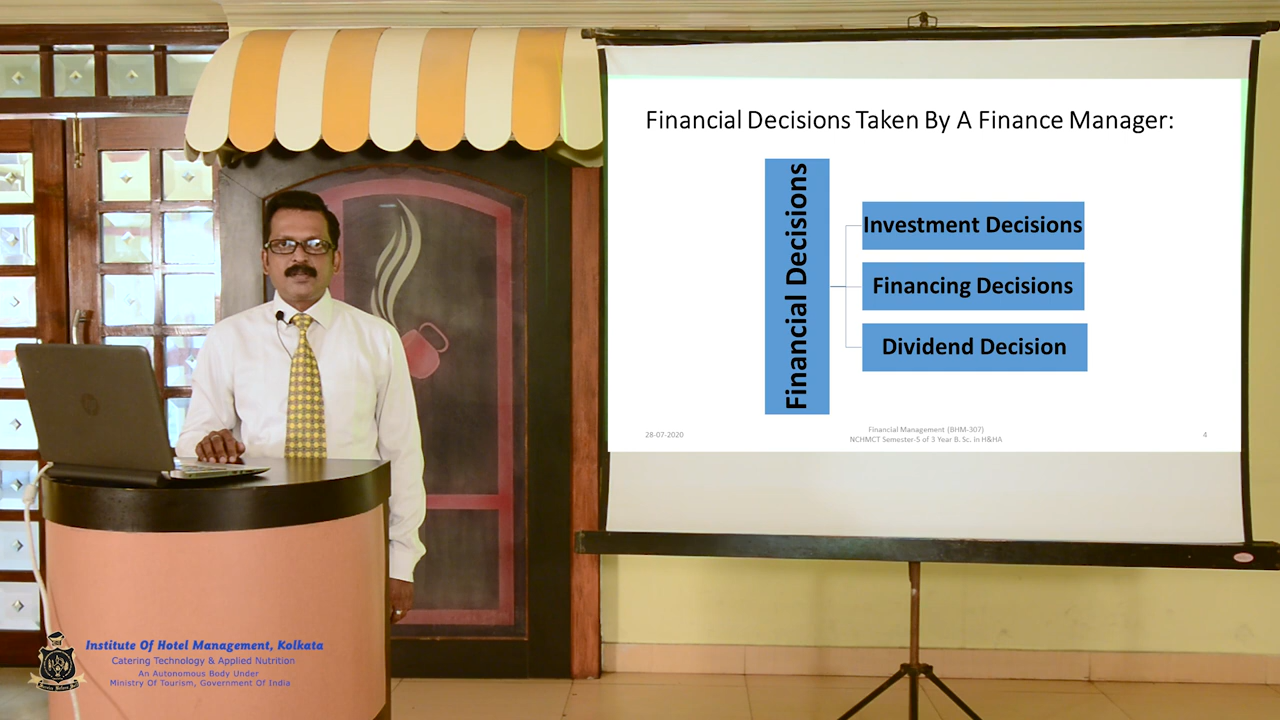 Financial Decisions Taken By A Finance Manager:
Financial Decisions
Investment Decisions
Financing Decisions
Dividend Decision
28-07-2020
Financial Management (BHM-307)
NCHMCT Semester-5 of 3 Year B. Sc. in H&HA
4
Institute Of Hotel Management, Kolkata
Catering Technology & Applied Nutrition
An Autonomous Body Under
Ministry Of Tourism, Government Of India